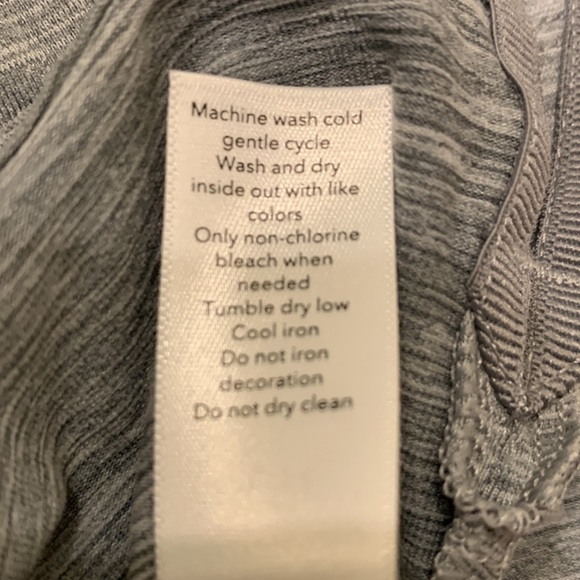 Machine wash cold
gentle cycle
Wash and dry
inside out with like
colors
Only non-chlorine
bleach when
needed
Tumble dry low
Cool iron
Do not iron
decoration
Do not dry clean